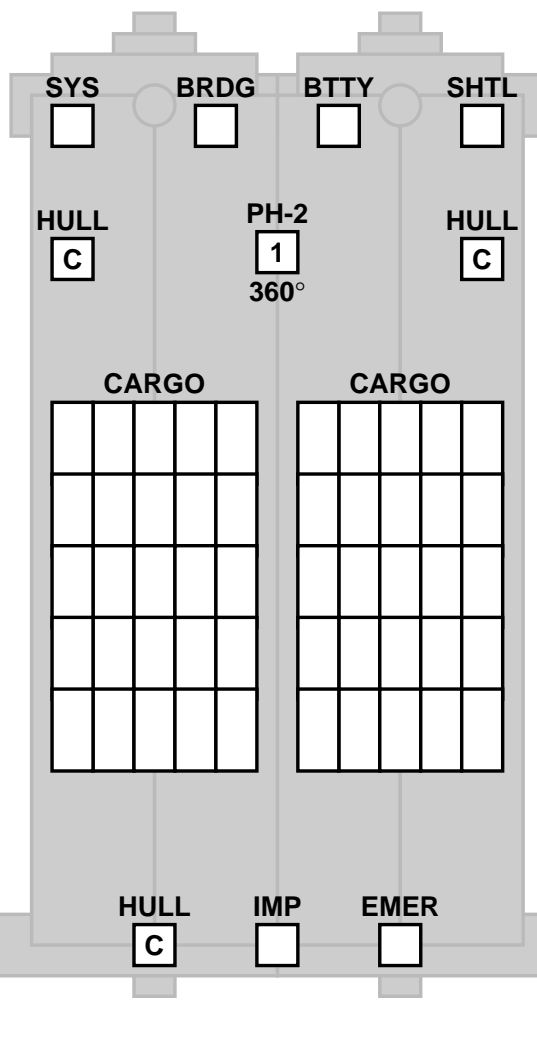 SYS BRDG BTTY SHTL
HULL PH-2 HULL
C 1 C
360°
CARGO CARGO
HULL IMP EMER
C